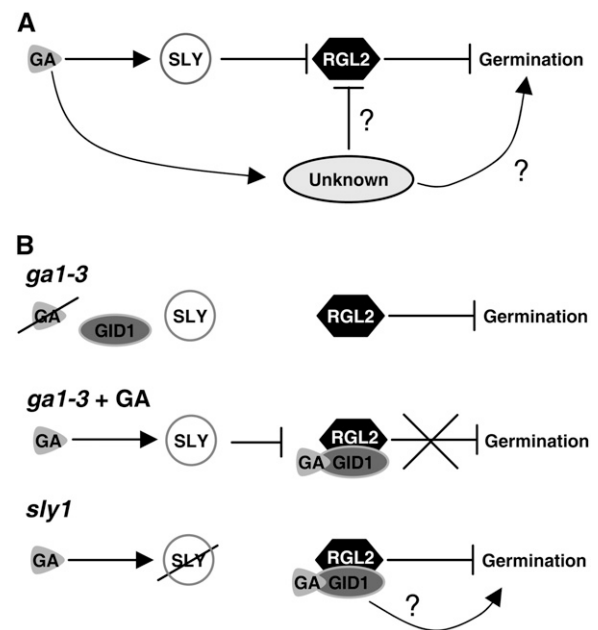 A
GA SLY RGL2 Germination
?
Unknown
?
B
ga1-3
GA GID1 SLY RGL2 Germination
ga1-3 + GA
GA SLY RGL2 Germination
GA GID1
sly1
GA SLY RGL2 Germination
GA GID1
?